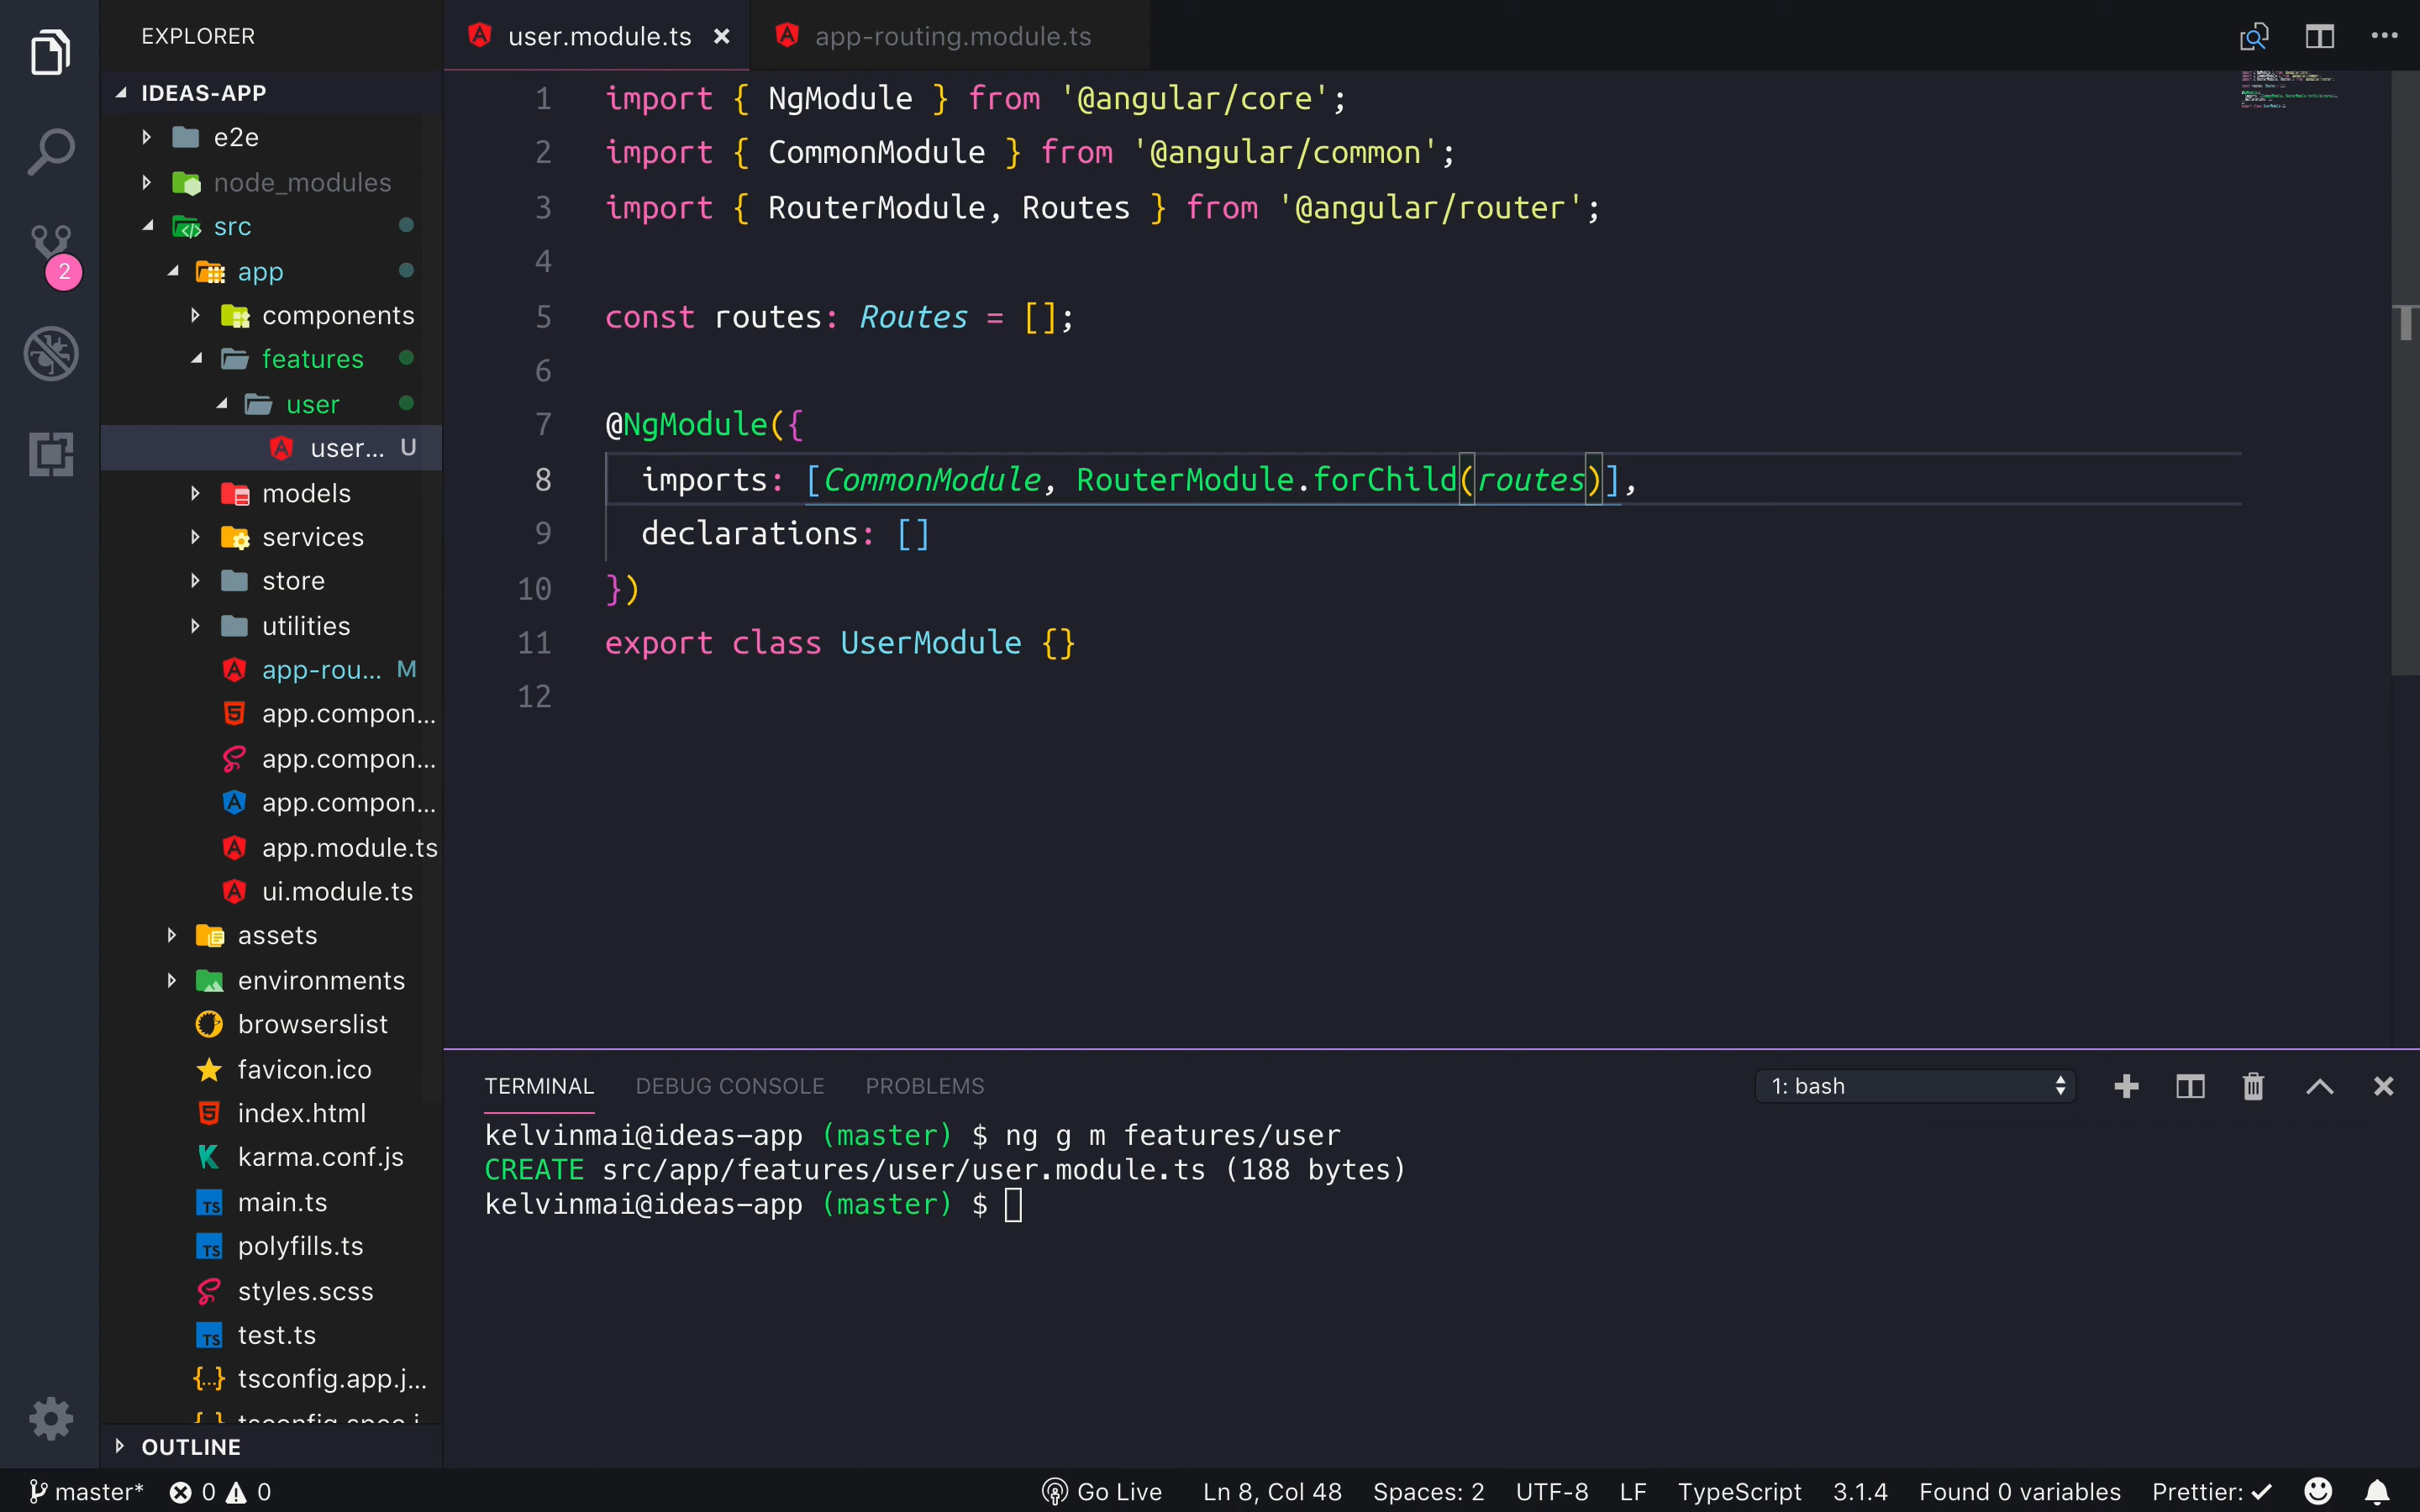 EXPLORER
IDEAS-APP
e2e
node_modules
src
app
components
features
user
user... U
models
services
store
utilities
app-rou... M
app.compon...
app.compon...
app.compon...
app.module.ts
ui.module.ts
assets
environments
browserslist
favicon.ico
index.html
karma.conf.js
main.ts
polyfills.ts
styles.scss
test.ts
tsconfig.app.j...
OUTLINE
2
user.module.ts
app-routing.module.ts
1 import { NgModule } from '@angular/core';
2 import { CommonModule } from '@angular/common';
3 import { RouterModule, Routes } from '@angular/router';
4
5 const routes: Routes = [];
6
7 @NgModule({
8 imports: [CommonModule, RouterModule.forChild(routes)],
9 declarations: []
10 })
11 export class UserModule {}
12
TERMINAL DEBUG CONSOLE PROBLEMS 1: bash
kelvinmai@ideas-app (master) $ ng g m features/user
CREATE src/app/features/user/user.module.ts (188 bytes)
kelvinmai@ideas-app (master) $
master* 0 0 Go Live Ln 8, Col 48 Spaces: 2 UTF-8 LF TypeScript 3.1.4 Found 0 variables Prettier: ✓